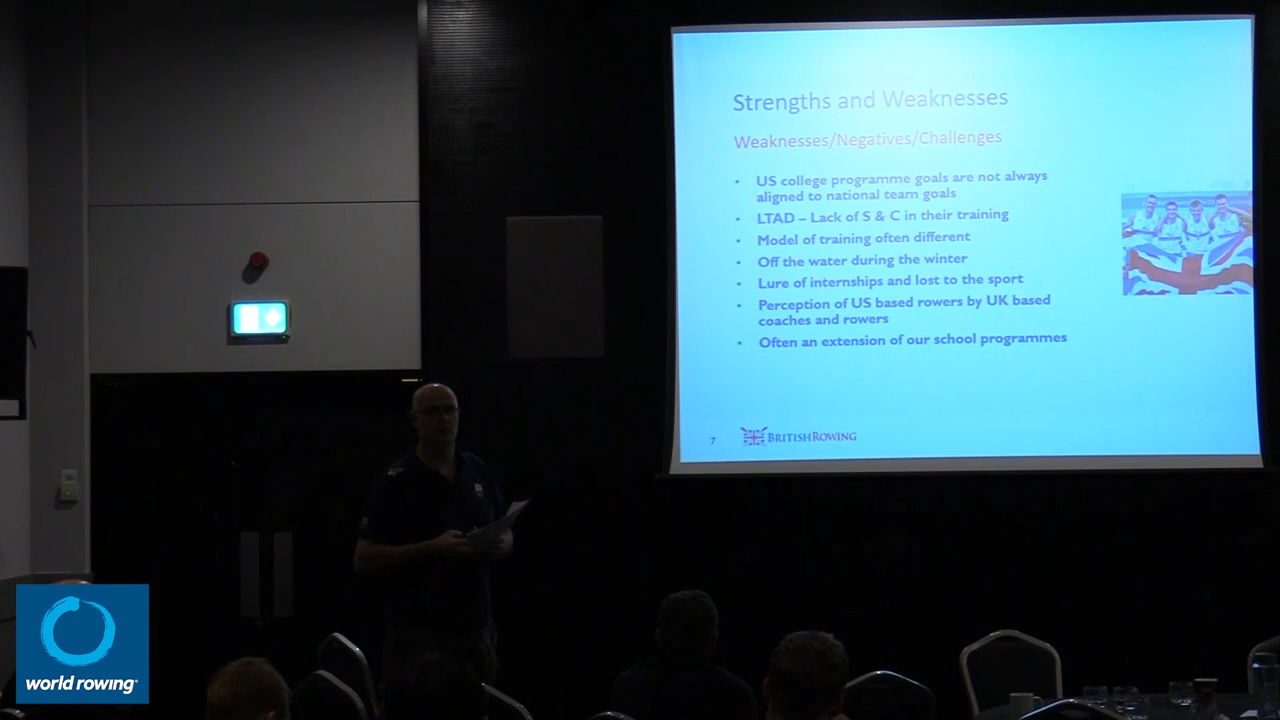 Strengths and Weaknesses
Weaknesses/Negatives/Challenges
• US college programme goals are not always
aligned to national team goals
• LTAD – Lack of S & C in their training
• Model of training often different
• Off the water during the winter
• Lure of internships and lost to the sport
• Perception of US based rowers by UK based
coaches and rowers
• Often an extension of our school programmes
7
BRITISHROWING
world rowing®